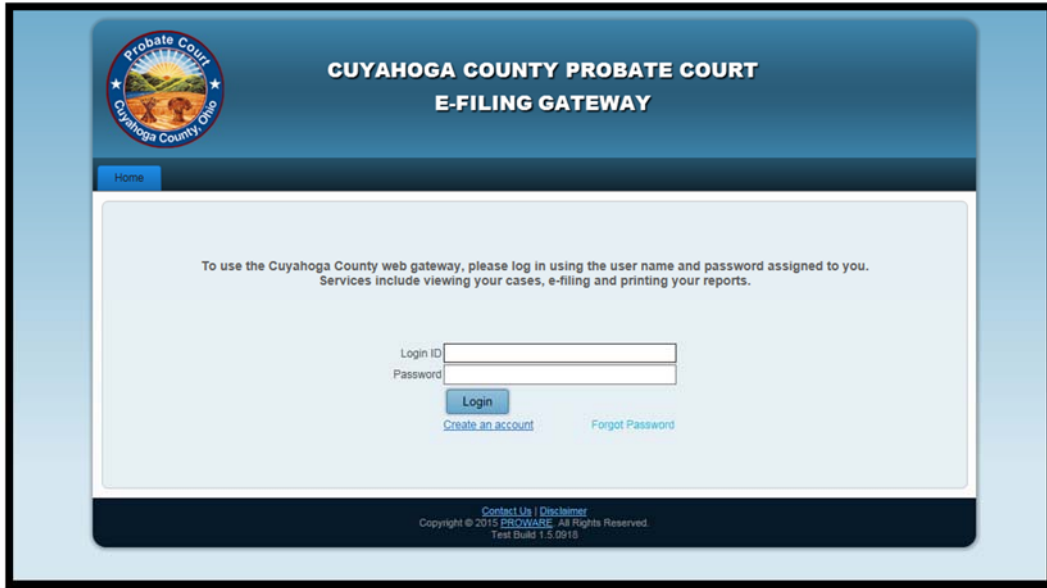 Probate Court
Cuyahoga County, Ohio
CUYAHOGA COUNTY PROBATE COURT
E-FILING GATEWAY
Home
To use the Cuyahoga County web gateway, please log in using the user name and password assigned to you.
Services include viewing your cases, e-filing and printing your reports.
Login ID
Password
Login
Create an account Forgot Password
Contact Us | Disclaimer
Copyright © 2015 PROWARE. All Rights Reserved.
Test Build 1.5.0918